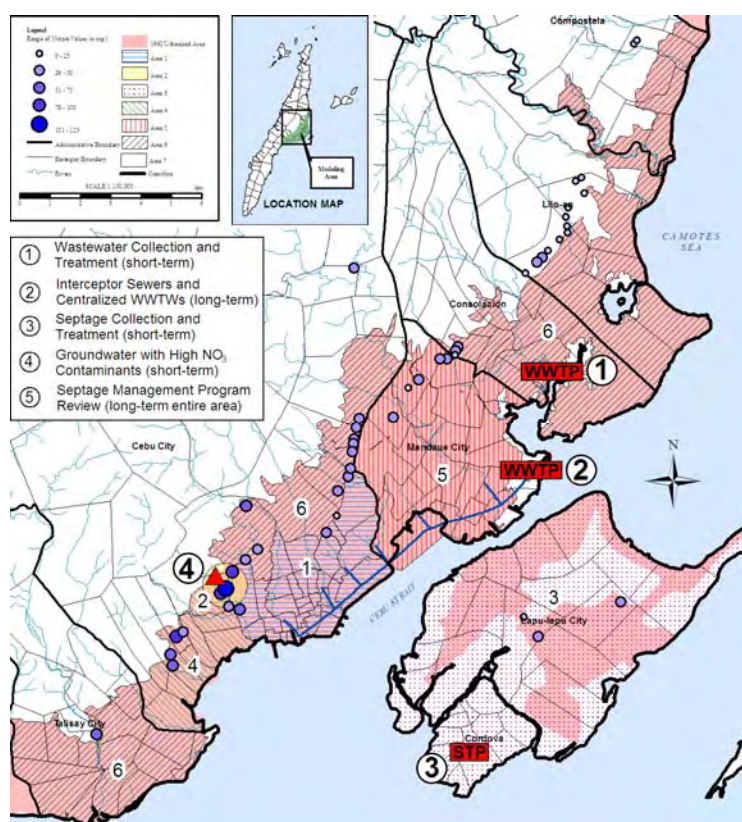 Legend
Range of Nitrate Values in mg/l
0 - 25
26 - 50
51 - 75
76 - 100
101 - 125
Administrative Boundary
Barangay Boundary
Rivers
1992 Urbanized Area
Area 1
Area 2
Area 3
Area 4
Area 5
Area 6
Area 7
Coastline
SCALE 1:150,000
Modeling
Area
LOCATION MAP
1 Wastewater Collection and
Treatment (short-term)
2 Interceptor Sewers and
Centralized WWTWs (long-term)
3 Septage Collection and
Treatment (short-term)
4 Groundwater with High NO3
Contaminants (short-term)
5 Septage Management Program
Review (long-term entire area)
Compostela
Lilo-an
CAMOTES
SEA
Consolacion
6
WWTP 1
Cebu City
Mandaue City
5
WWTP 2
N
6
4
1
2
CEBU STRAIT
3
Lapu-lapu City
4
Talisay City
6
Cordova
STP
3